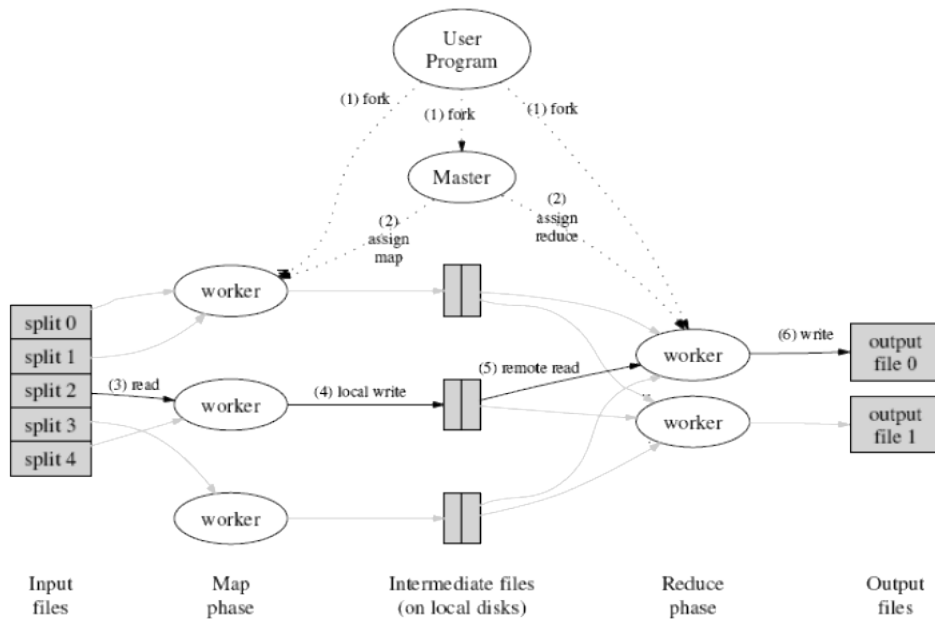 User
Program
(1) fork
(1) fork
(1) fork
Master
(2)
assign
map
(2)
assign
reduce
worker
split 0
split 1
split 2
split 3
split 4
(3) read
worker
(4) local write
(5) remote read
worker
(6) write
output
file 0
worker
output
file 1
worker
Input
files
Map
phase
Intermediate files
(on local disks)
Reduce
phase
Output
files